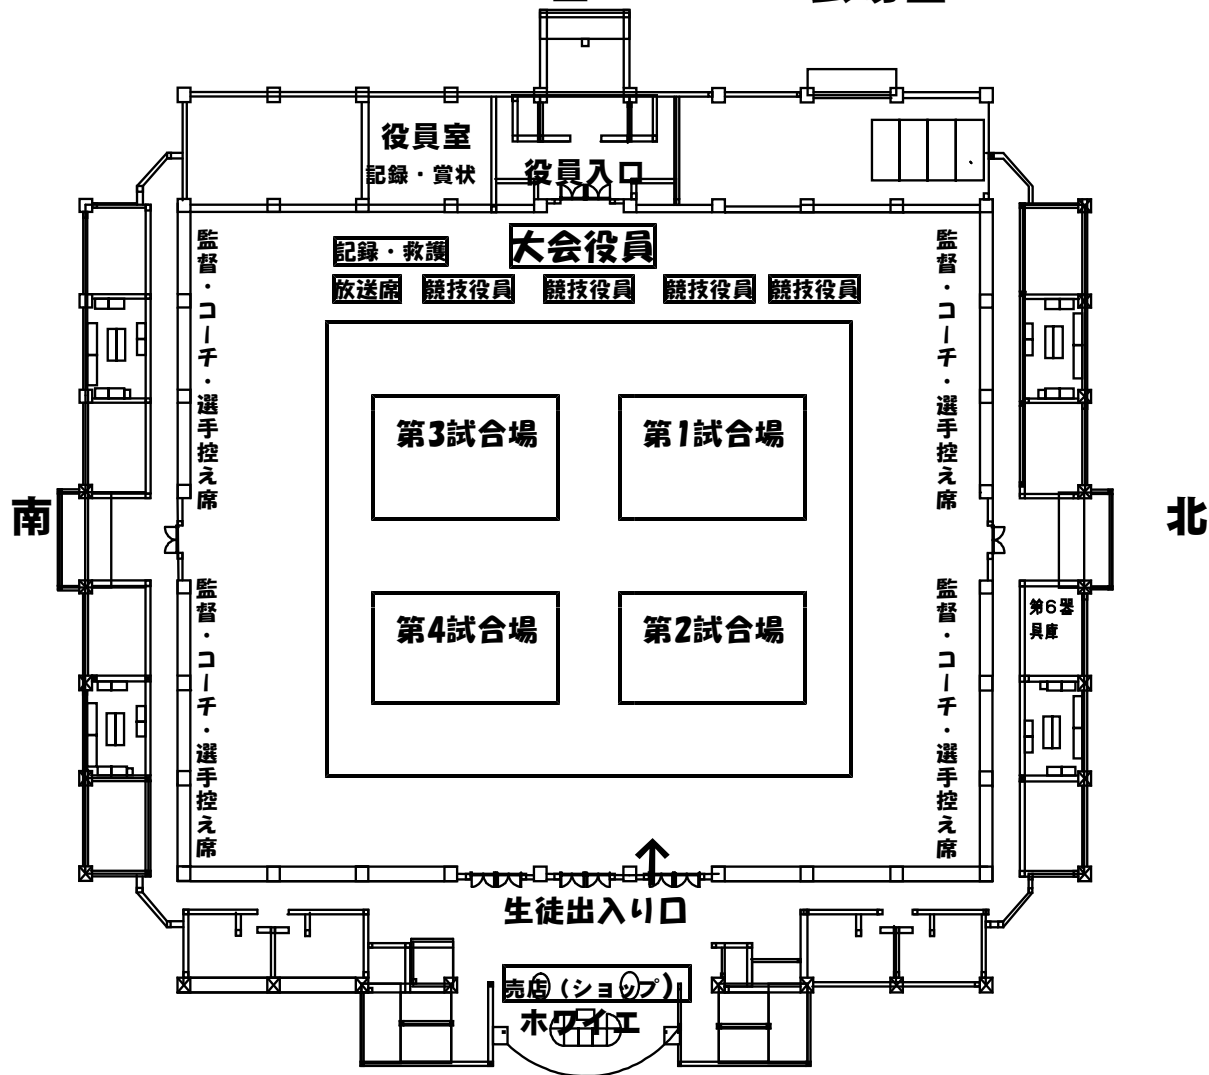 役員室
記録・賞状
役員入口
大会役員
記録・救護
放送席
競技役員
競技役員
競技役員
競技役員
監督・コーチ・選手控え席
監督・コーチ・選手控え席
第3試合場
第1試合場
南
北
第4試合場
第2試合場
監督・コーチ・選手控え席
監督・コーチ・選手控え席
第6器
具庫
生徒出入り口
売店(ショップ)
ホワイエ